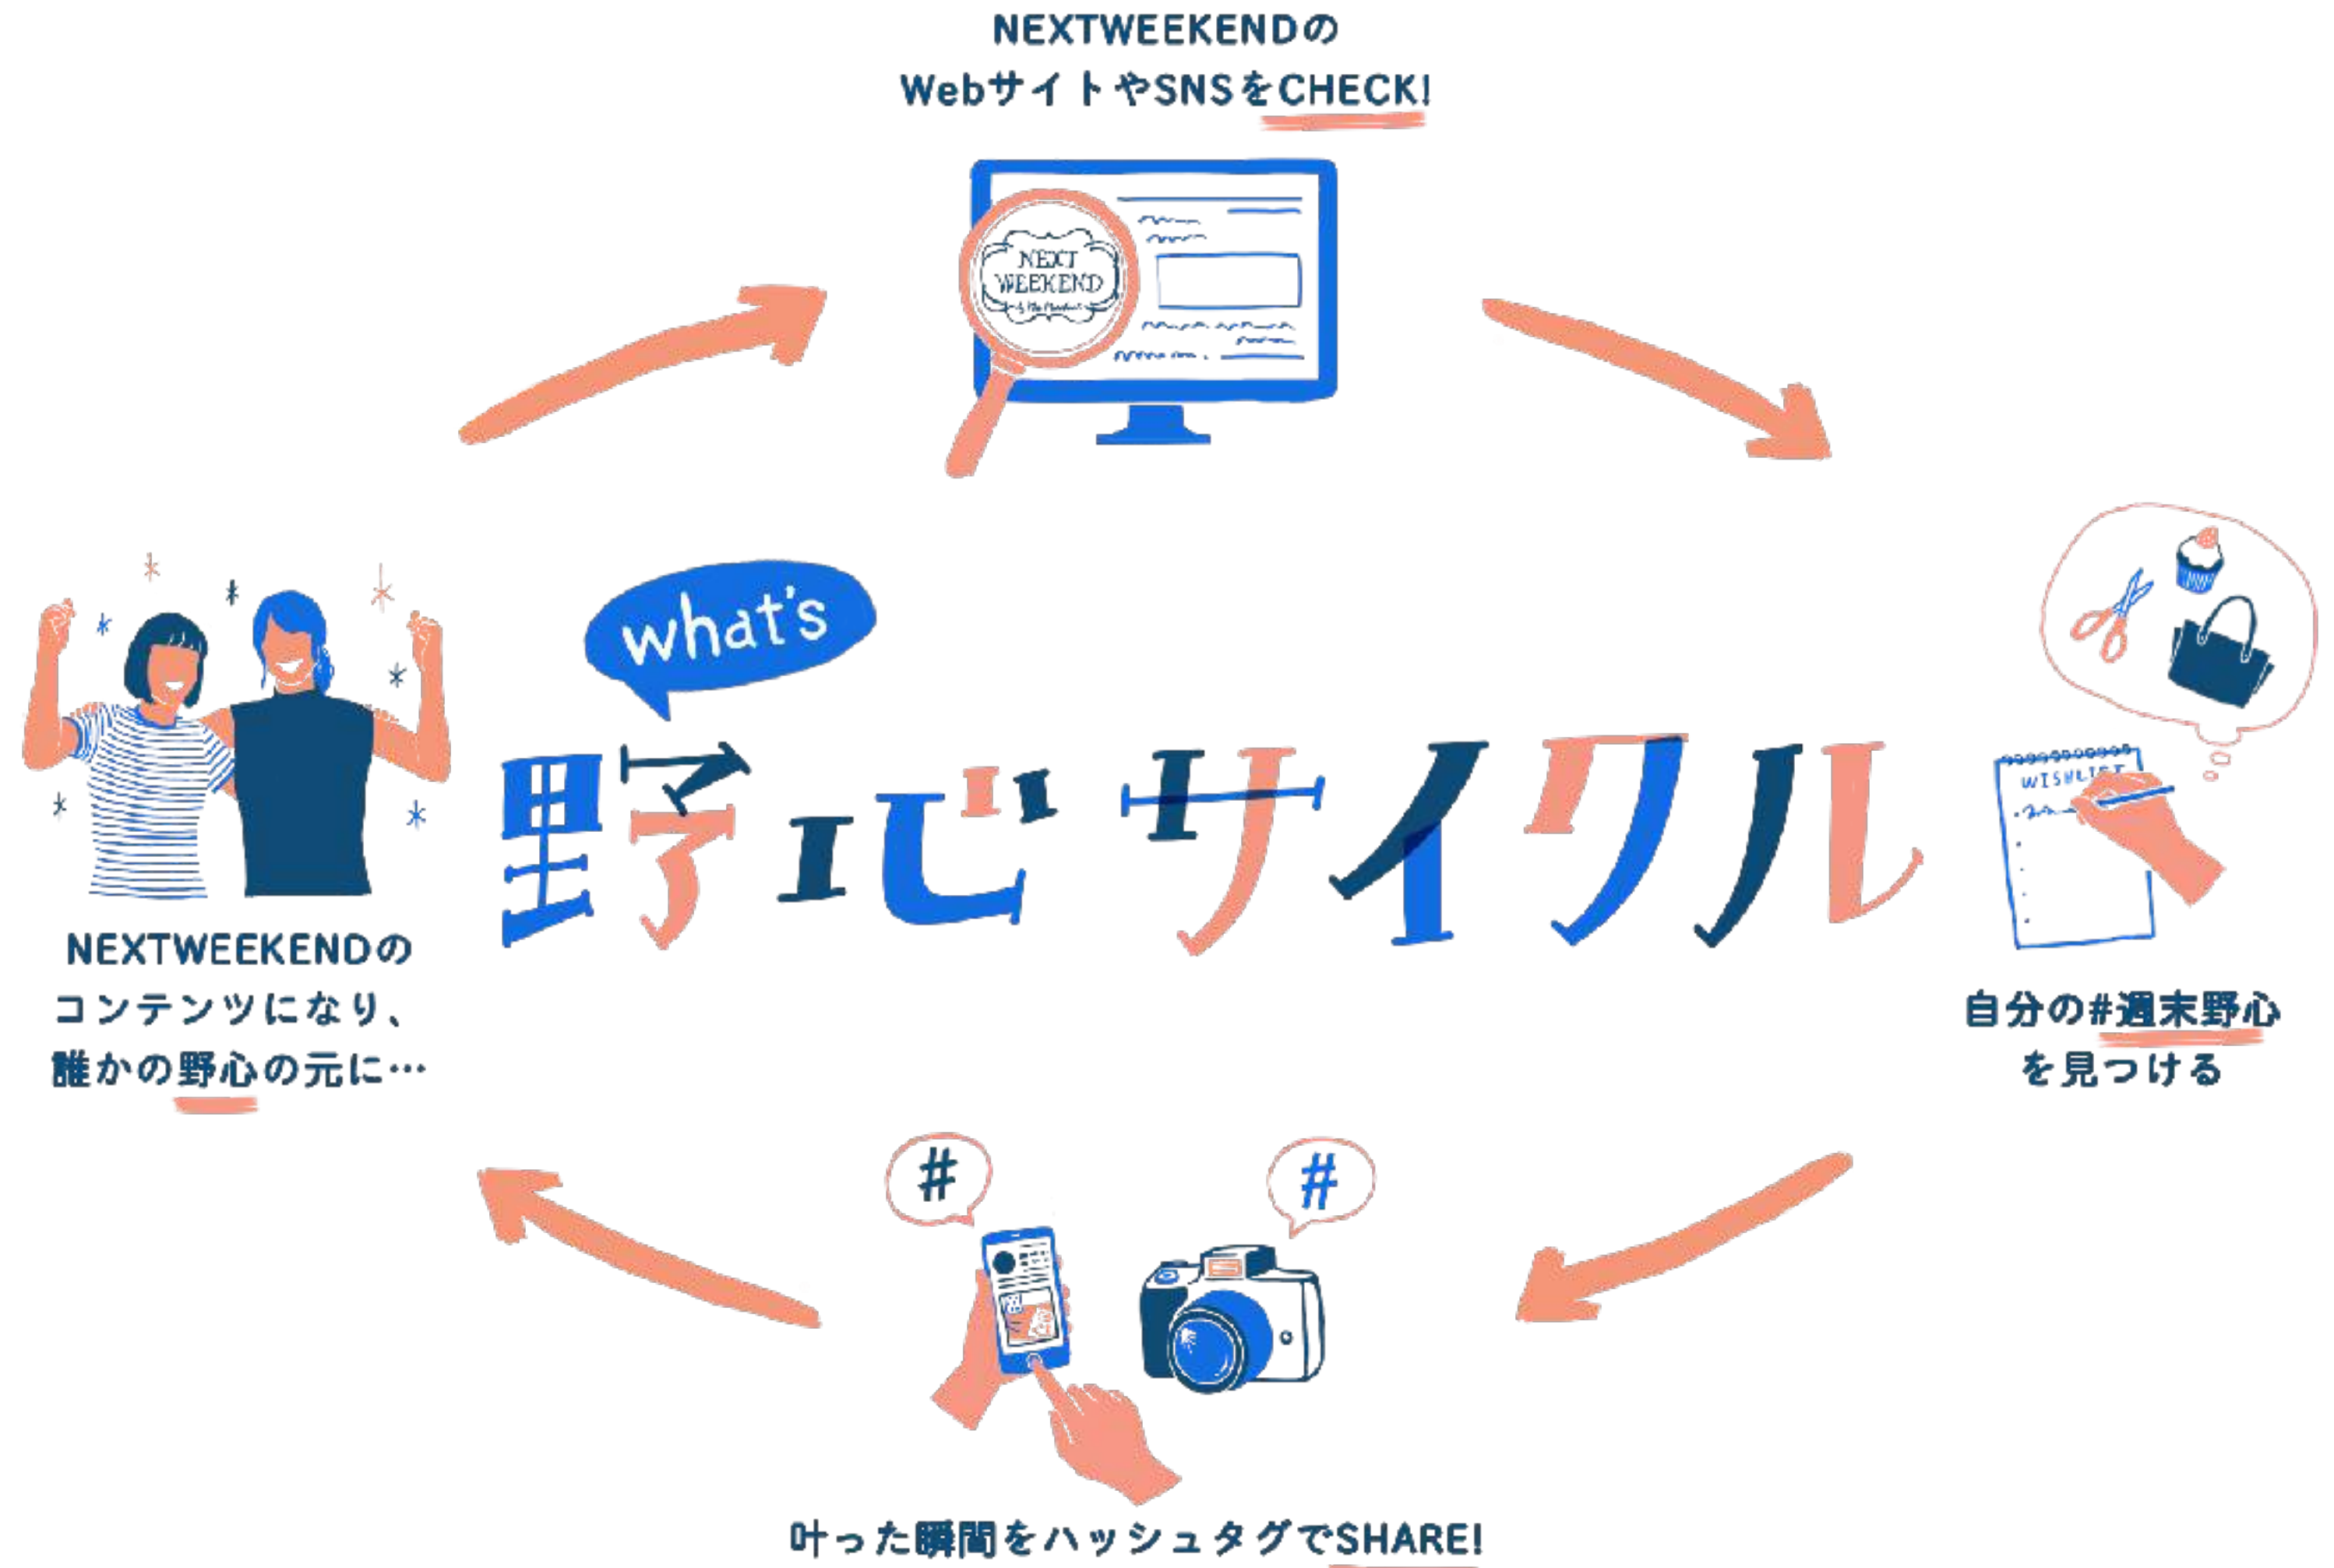 NEXTWEEKENDの
WebサイトやSNSをCHECK!
NEXT
WEEKEND
what's
野心サイクル
WISHLIST
自分の#週末野心
を見つける
#
#
叶った瞬間をハッシュタグでSHARE!
NEXTWEEKENDの
コンテンツになり、
誰かの野心の元に…